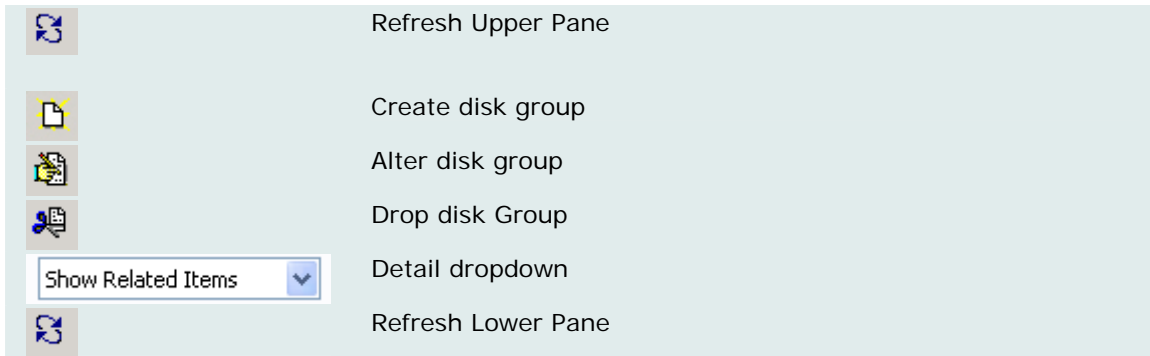 Refresh Upper Pane
Create disk group
Alter disk group
Drop disk Group
Show Related Items Detail dropdown
Refresh Lower Pane